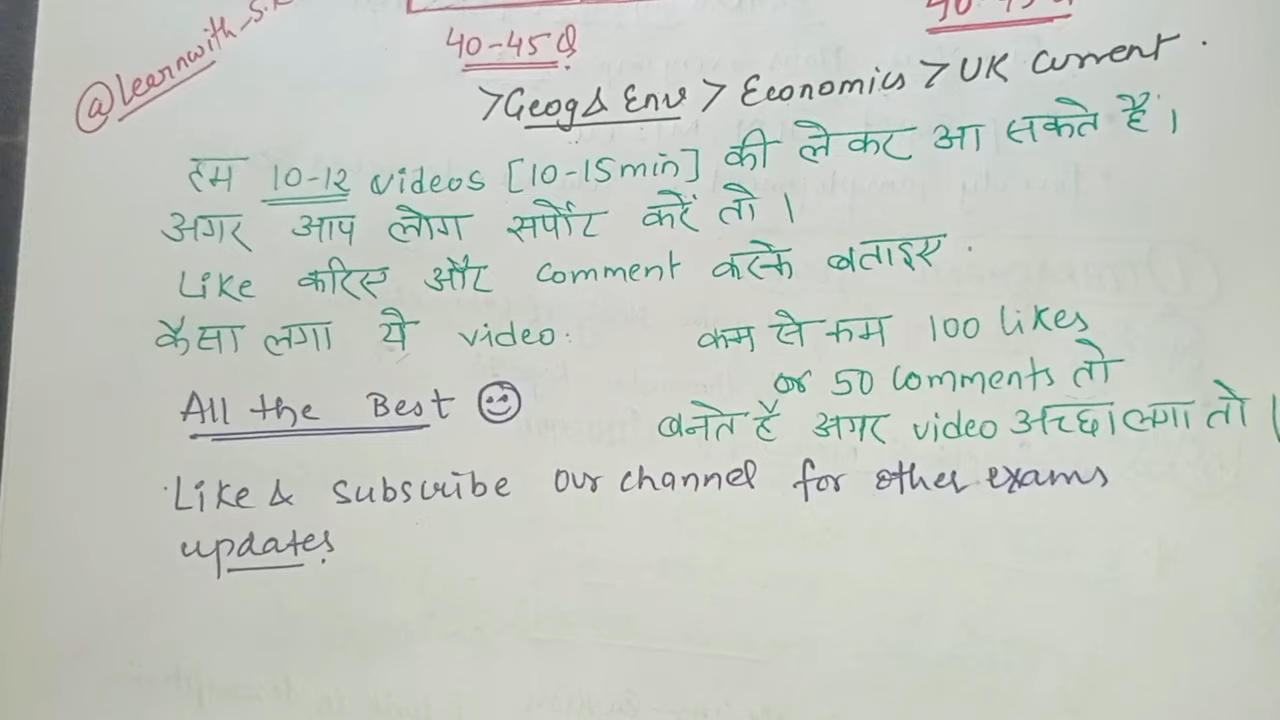 @learnwith_S.
40-45Q
>Geog & Env > Economics > UK Current.
हम 10-12 videos [10-15min] की लेकर आ सकते हैं।
अगर आप लोग सर्पोट करें तो।
Like करिए और comment करके बताइए.
कैसा लगा ये video.
कम से कम 100 likes
or 50 comments तो
बनते हैं अगर video अच्छा लगा तो।
All the Best
Like & subscribe our channel for other exams
updates.